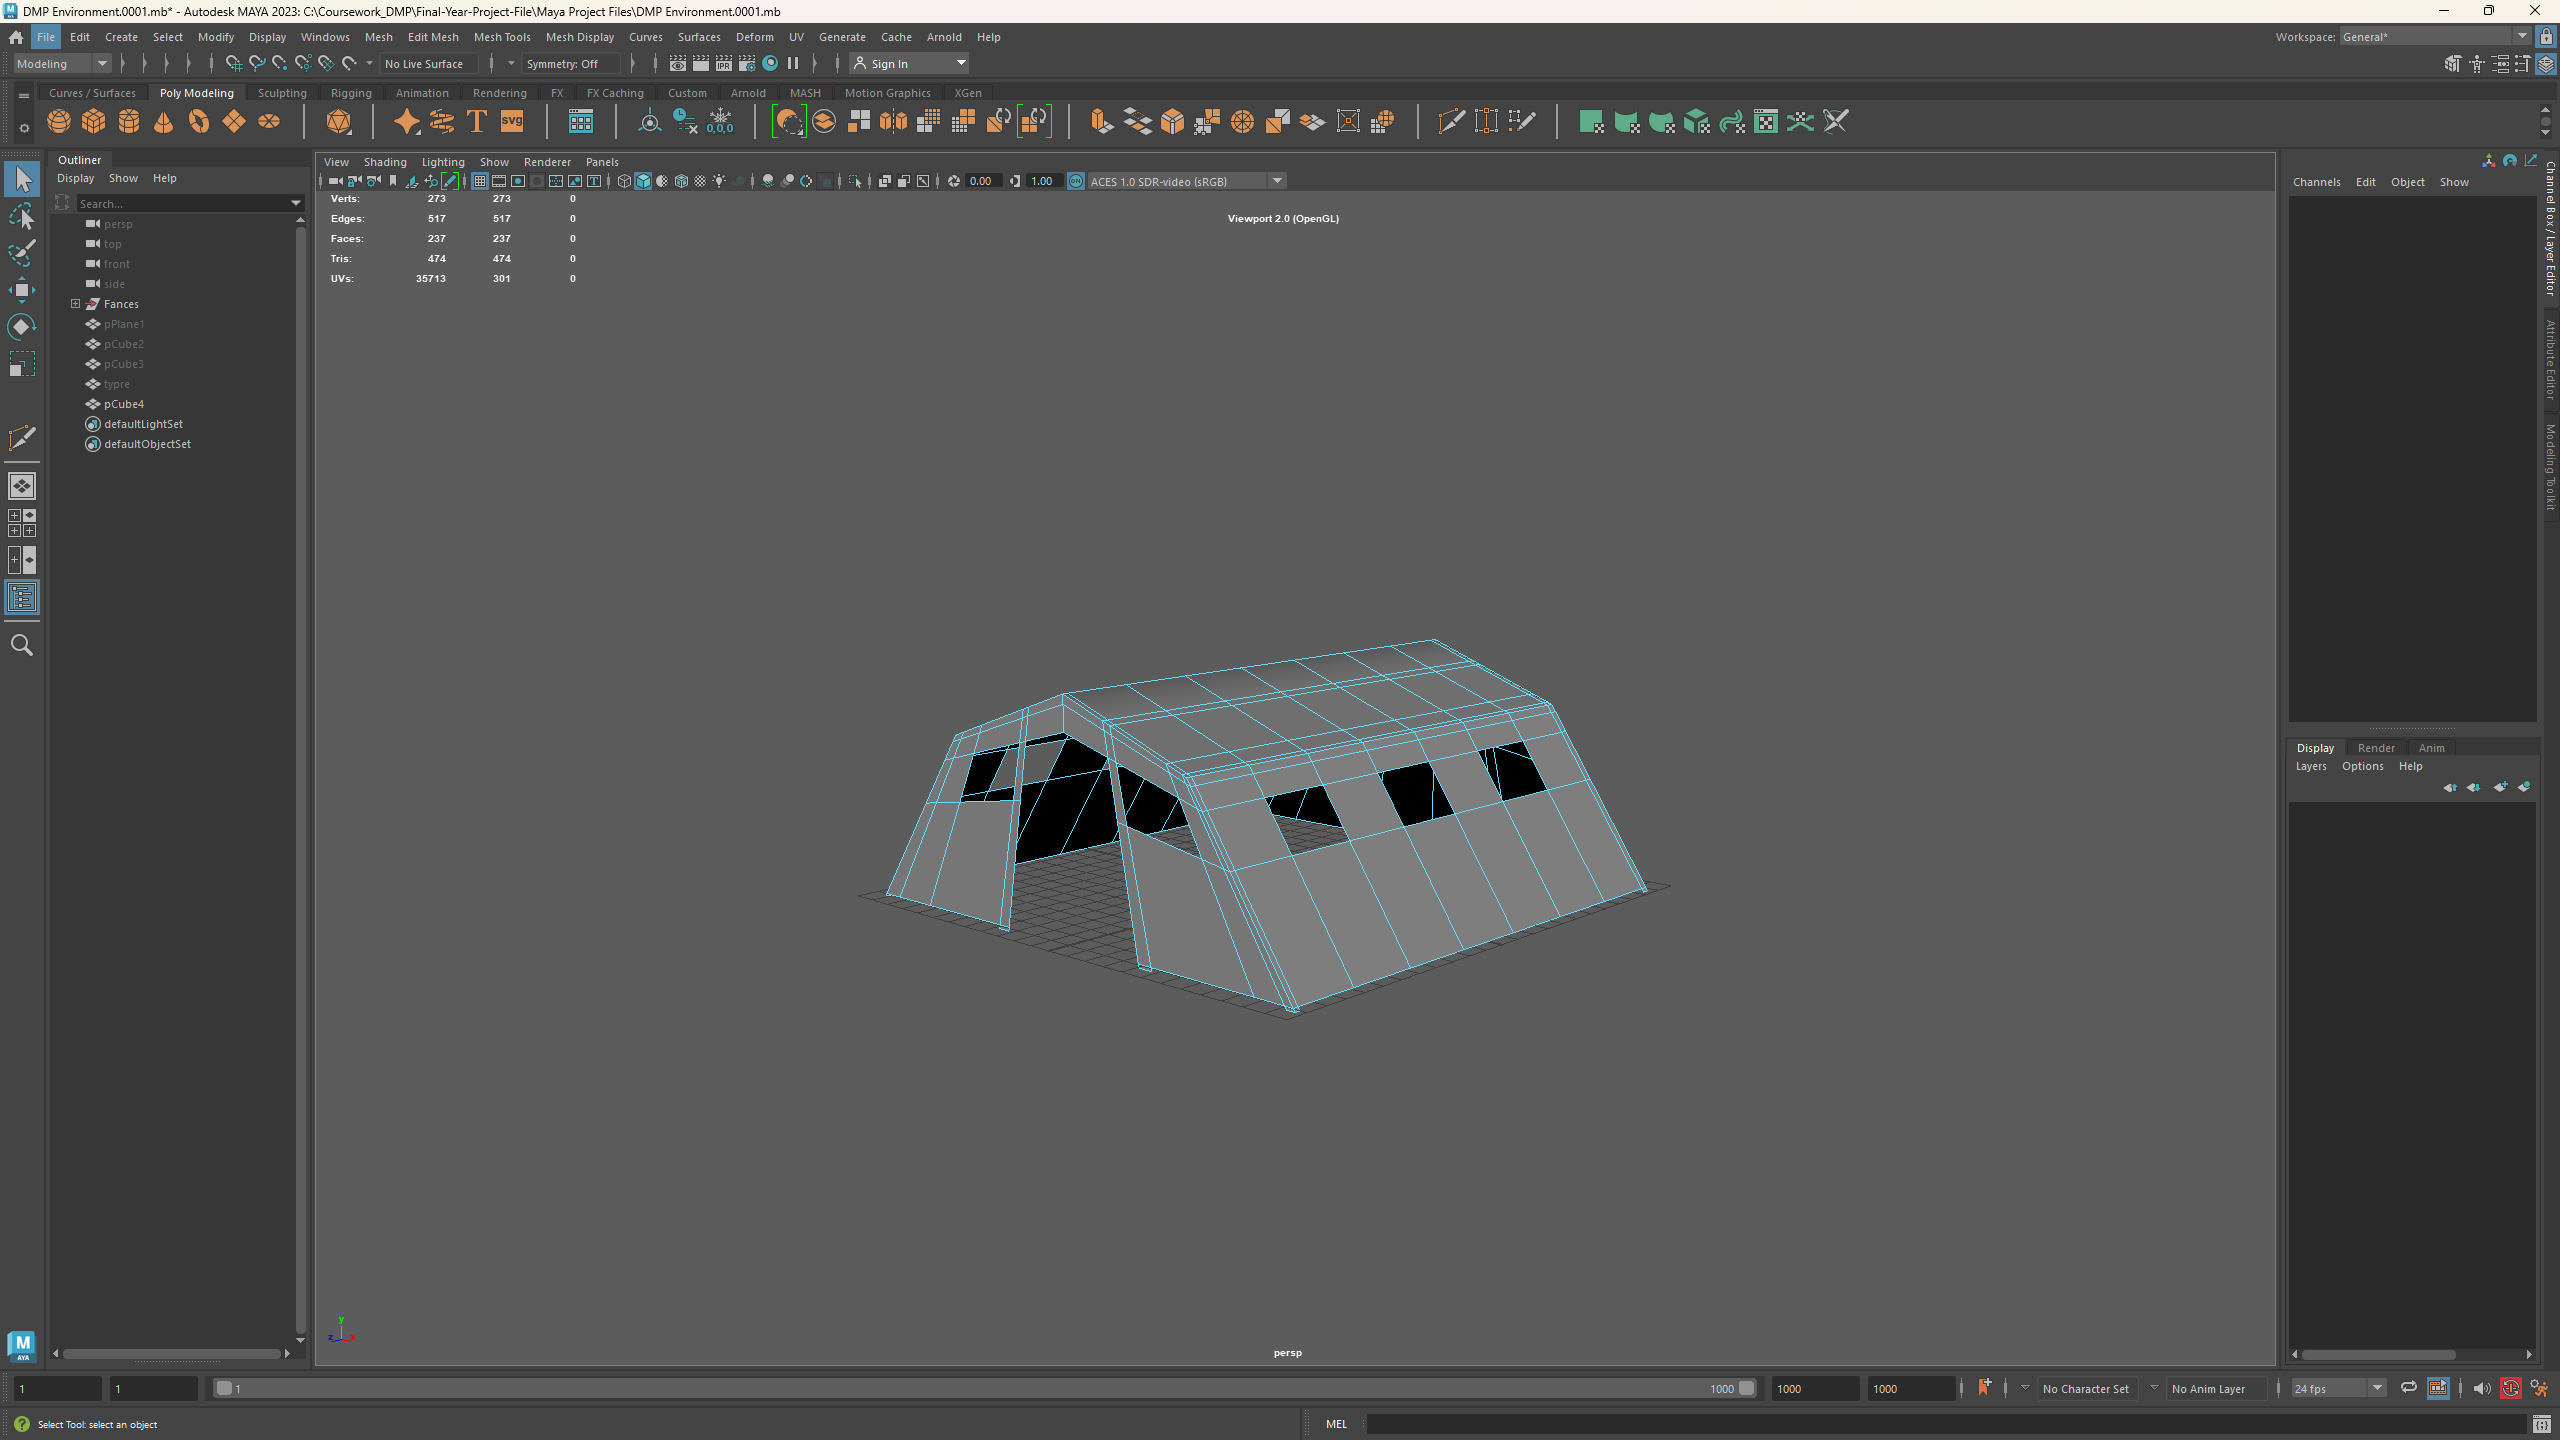 DMP Environment.0001.mb* - Autodesk MAYA 2023: C:\Coursework_DMP\Final-Year-Project-File\Maya Project Files\DMP Environment.0001.mb
File Edit Create Select Modify Display Windows Mesh Edit Mesh Mesh Tools Mesh Display Curves Surfaces Deform UV Generate Cache Arnold Help
Workspace: General*
Modeling No Live Surface Symmetry: Off IPR Sign In
Curves / Surfaces Poly Modeling Sculpting Rigging Animation Rendering FX FX Caching Custom Arnold MASH Motion Graphics XGen
T SVG 0,0,0
Outliner
Display Show Help
Search...
persp
top
front
side
Fances
pPlane1
pCube2
pCube3
typre
pCube4
defaultLightSet
defaultObjectSet
View Shading Lighting Show Renderer Panels
0.00 1.00 ON ACES 1.0 SDR-video (sRGB)
Verts: 273 273 0
Edges: 517 517 0
Faces: 237 237 0
Tris: 474 474 0
UVs: 35713 301 0
Viewport 2.0 (OpenGL)
y
z x
persp
Channels Edit Object Show
Channel Box / Layer Editor
Attribute Editor
Modeling Toolkit
Display Render Anim
Layers Options Help
M
AYA
1 1 1 1000 1000 1000 No Character Set No Anim Layer 24 fps
Select Tool: select an object
MEL